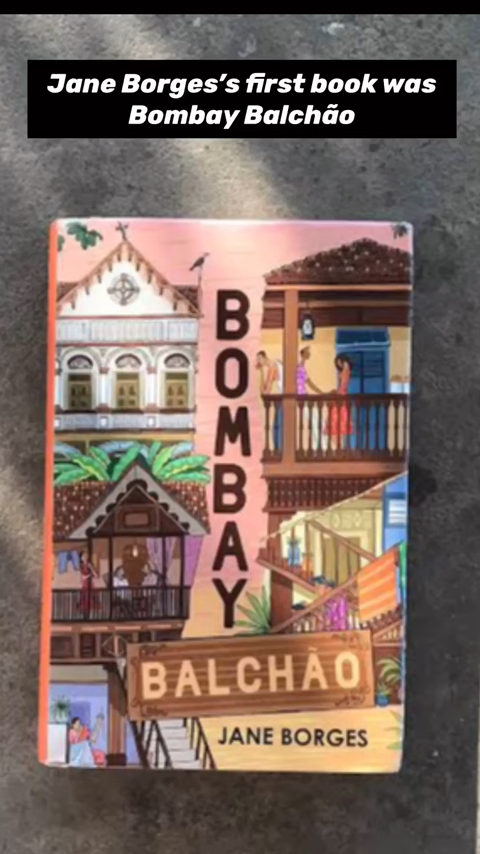 Jane Borges’s first book was
Bombay Balchão
BOMBAY
BALCHÃO
JANE BORGES